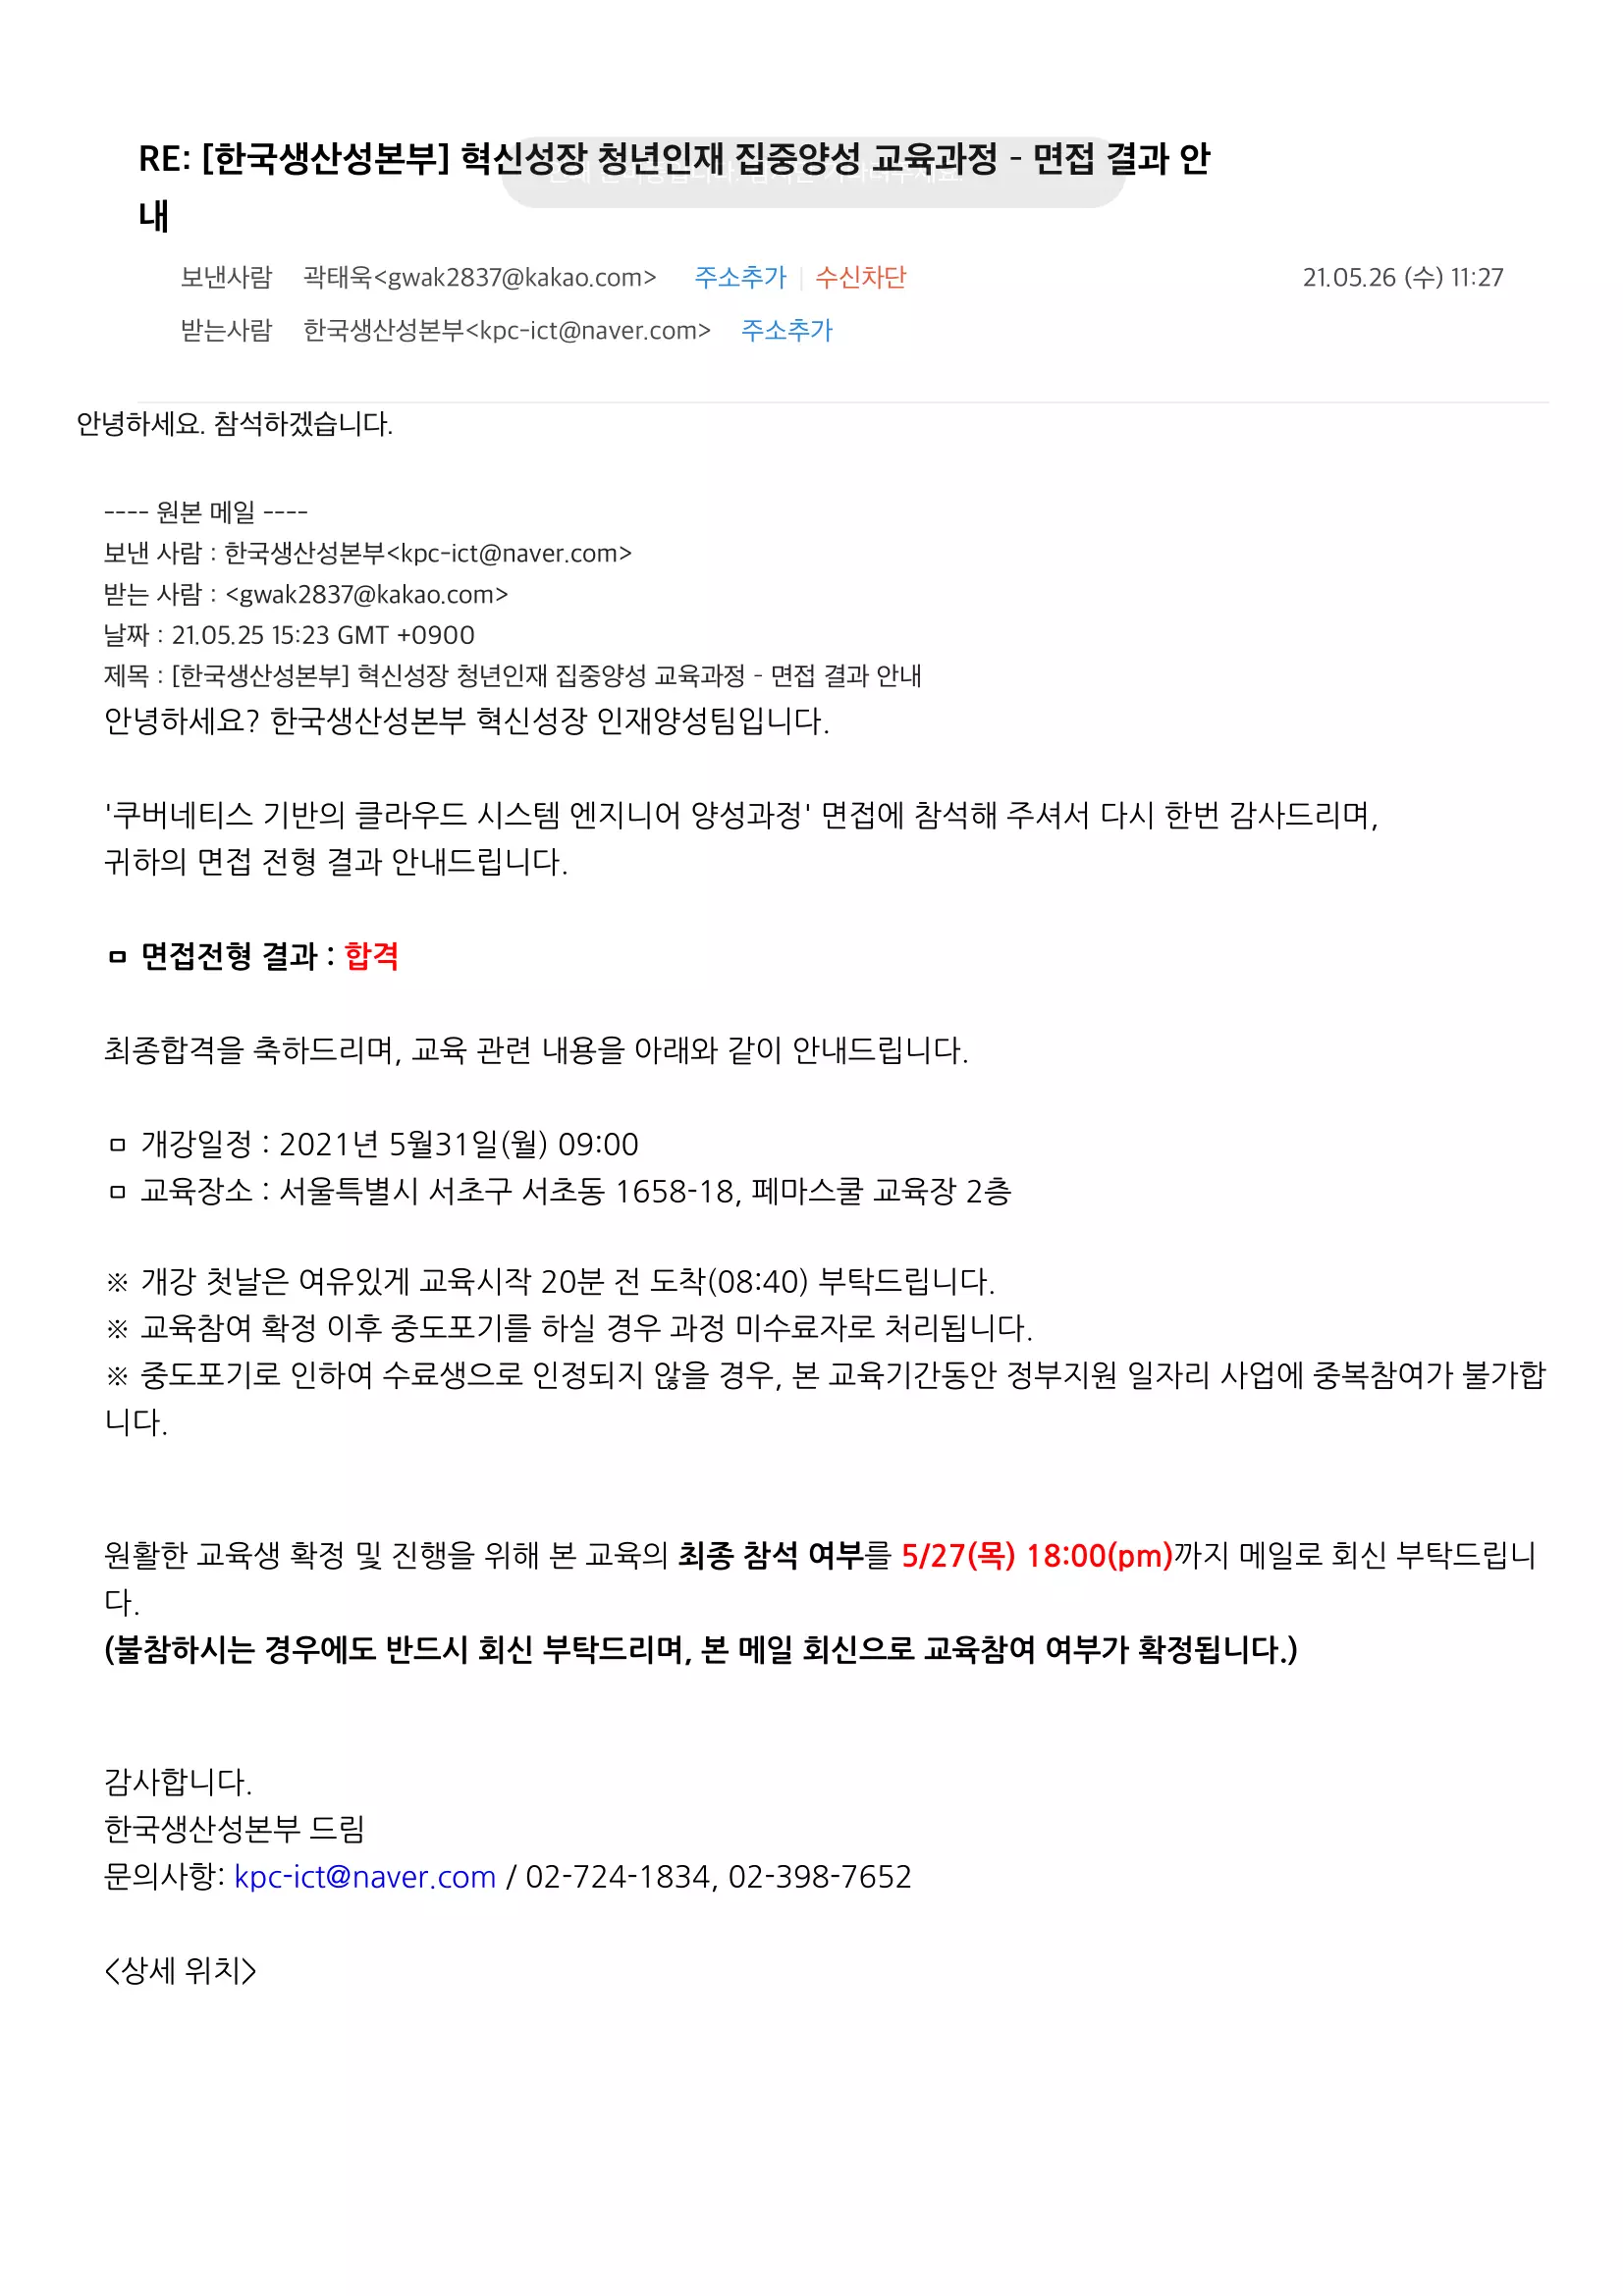 RE: [한국생산성본부] 혁신성장 청년인재 집중양성 교육과정 - 면접 결과 안
내
보낸사람 곽태욱<gwak2837@kakao.com> 주소추가 | 수신차단 21.05.26 (수) 11:27
받는사람 한국생산성본부<kpc-ict@naver.com> 주소추가
안녕하세요. 참석하겠습니다.
---- 원본 메일 ----
보낸 사람 : 한국생산성본부<kpc-ict@naver.com>
받는 사람 : <gwak2837@kakao.com>
날짜 : 21.05.25 15:23 GMT +0900
제목 : [한국생산성본부] 혁신성장 청년인재 집중양성 교육과정 - 면접 결과 안내
안녕하세요? 한국생산성본부 혁신성장 인재양성팀입니다.
'쿠버네티스 기반의 클라우드 시스템 엔지니어 양성과정' 면접에 참석해 주셔서 다시 한번 감사드리며,
귀하의 면접 전형 결과 안내드립니다.
ㅁ 면접전형 결과 : 합격
최종합격을 축하드리며, 교육 관련 내용을 아래와 같이 안내드립니다.
ㅁ 개강일정 : 2021년 5월31일(월) 09:00
ㅁ 교육장소 : 서울특별시 서초구 서초동 1658-18, 페마스쿨 교육장 2층
※ 개강 첫날은 여유있게 교육시작 20분 전 도착(08:40) 부탁드립니다.
※ 교육참여 확정 이후 중도포기를 하실 경우 과정 미수료자로 처리됩니다.
※ 중도포기로 인하여 수료생으로 인정되지 않을 경우, 본 교육기간동안 정부지원 일자리 사업에 중복참여가 불가합
니다.
원활한 교육생 확정 및 진행을 위해 본 교육의 최종 참석 여부를 5/27(목) 18:00(pm)까지 메일로 회신 부탁드립니
다.
(불참하시는 경우에도 반드시 회신 부탁드리며, 본 메일 회신으로 교육참여 여부가 확정됩니다.)
감사합니다.
한국생산성본부 드림
문의사항: kpc-ict@naver.com / 02-724-1834, 02-398-7652
<상세 위치>